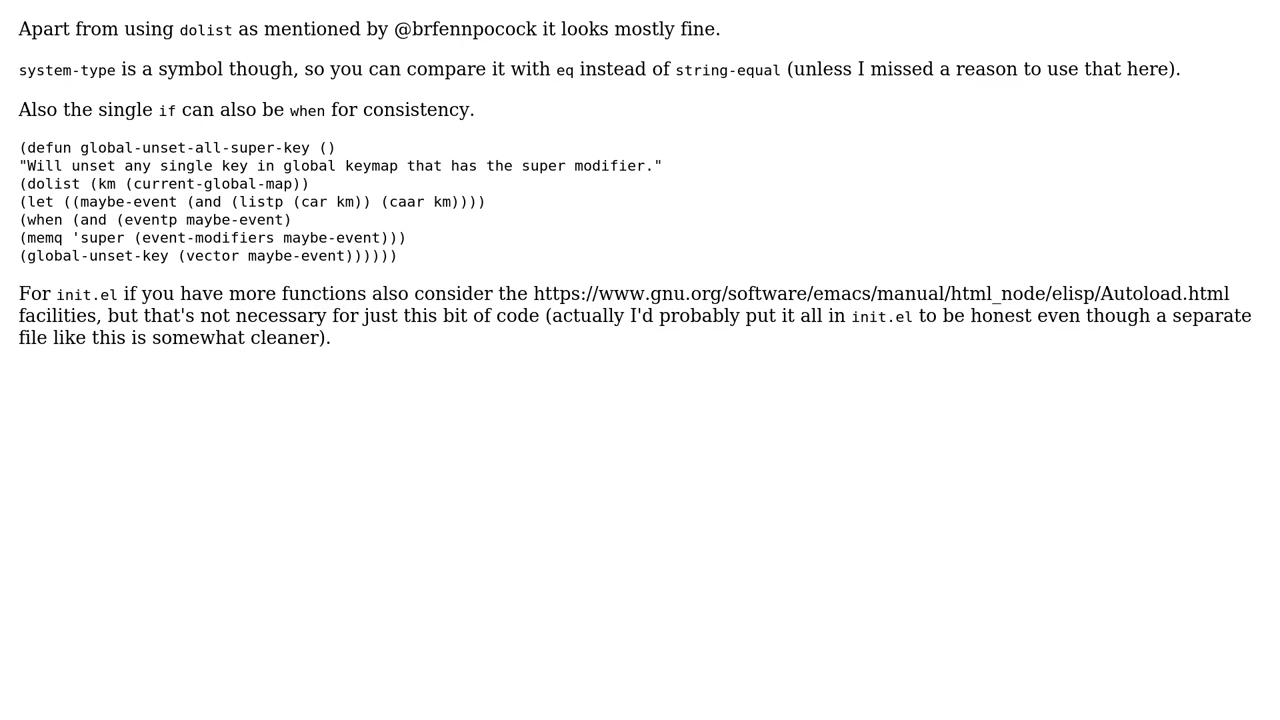 Apart from using dolist as mentioned by @brfennpocock it looks mostly fine.
system-type is a symbol though, so you can compare it with eq instead of string-equal (unless I missed a reason to use that here).
Also the single if can also be when for consistency.
(defun global-unset-all-super-key ()
"Will unset any single key in global keymap that has the super modifier."
(dolist (km (current-global-map))
(let ((maybe-event (and (listp (car km)) (caar km))))
(when (and (eventp maybe-event)
(memq 'super (event-modifiers maybe-event)))
(global-unset-key (vector maybe-event))))))
For init.el if you have more functions also consider the https://www.gnu.org/software/emacs/manual/html_node/elisp/Autoload.html
facilities, but that's not necessary for just this bit of code (actually I'd probably put it all in init.el to be honest even though a separate
file like this is somewhat cleaner).